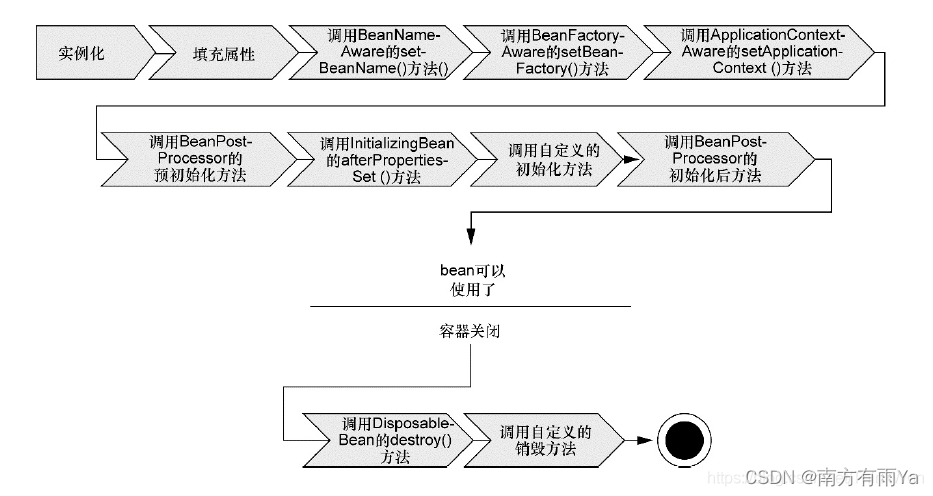 实例化
填充属性
调用BeanName-
Aware的set-
BeanName()方法()
调用BeanFactory-
Aware的setBean-
Factory()方法
调用ApplicationContext-
Aware的setApplication-
Context ()方法
调用BeanPost-
Processor的
预初始化方法
调用InitializingBean
的afterProperties-
Set ()方法
调用自定义的
初始化方法
调用BeanPost-
Processor的
初始化后方法
bean可以
使用了
容器关闭
调用Disposable-
Bean的destroy()
方法
调用自定义的
销毁方法
CSDN @南方有雨Ya